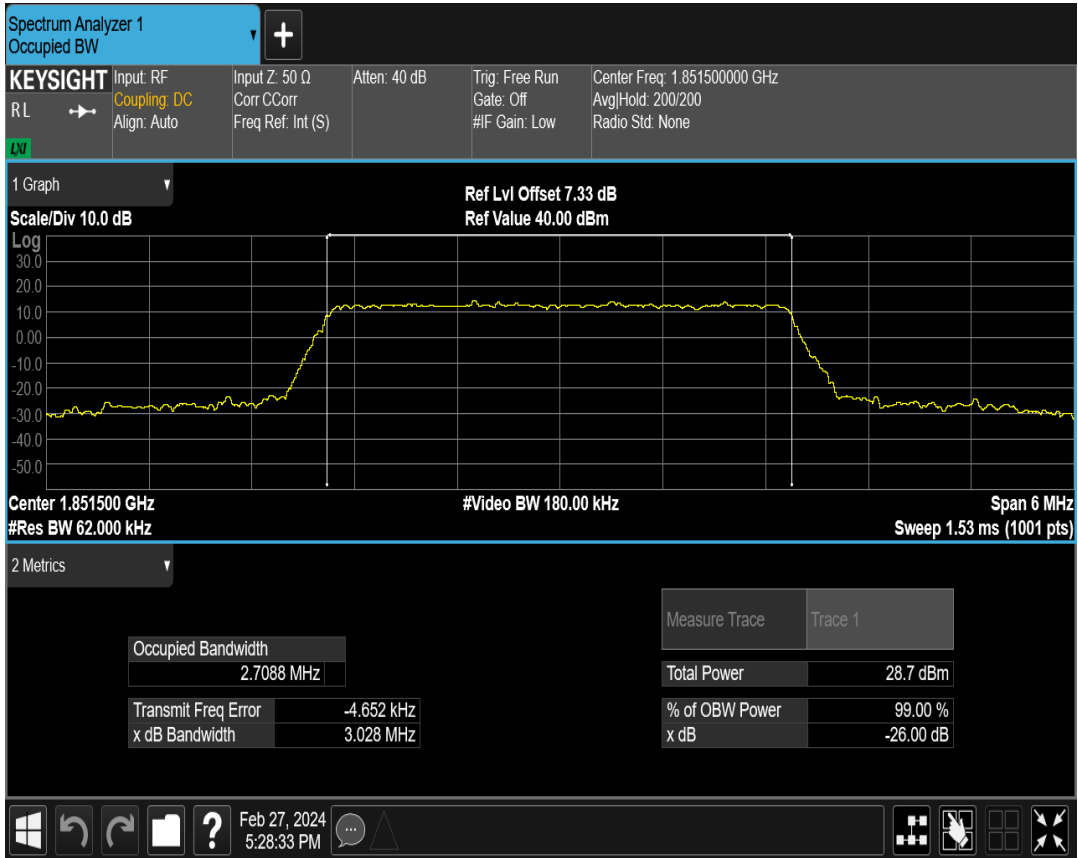 Spectrum Analyzer 1
Occupied BW
+
KEYSIGHT
R L
LXI
Input: RF
Coupling: DC
Align: Auto
Input Z: 50 Ω
Corr CCorr
Freq Ref: Int (S)
Atten: 40 dB
Trig: Free Run
Gate: Off
#IF Gain: Low
Center Freq: 1.851500000 GHz
Avg|Hold: 200/200
Radio Std: None
1 Graph
Scale/Div 10.0 dB
Ref Lvl Offset 7.33 dB
Ref Value 40.00 dBm
Log
30.0
20.0
10.0
0.00
-10.0
-20.0
-30.0
-40.0
-50.0
Center 1.851500 GHz
#Video BW 180.00 kHz
Span 6 MHz
#Res BW 62.000 kHz
Sweep 1.53 ms (1001 pts)
2 Metrics
Measure Trace Trace 1
Occupied Bandwidth
2.7088 MHz
Total Power 28.7 dBm
Transmit Freq Error -4.652 kHz
% of OBW Power 99.00 %
x dB Bandwidth 3.028 MHz
x dB -26.00 dB
?
Feb 27, 2024
5:28:33 PM